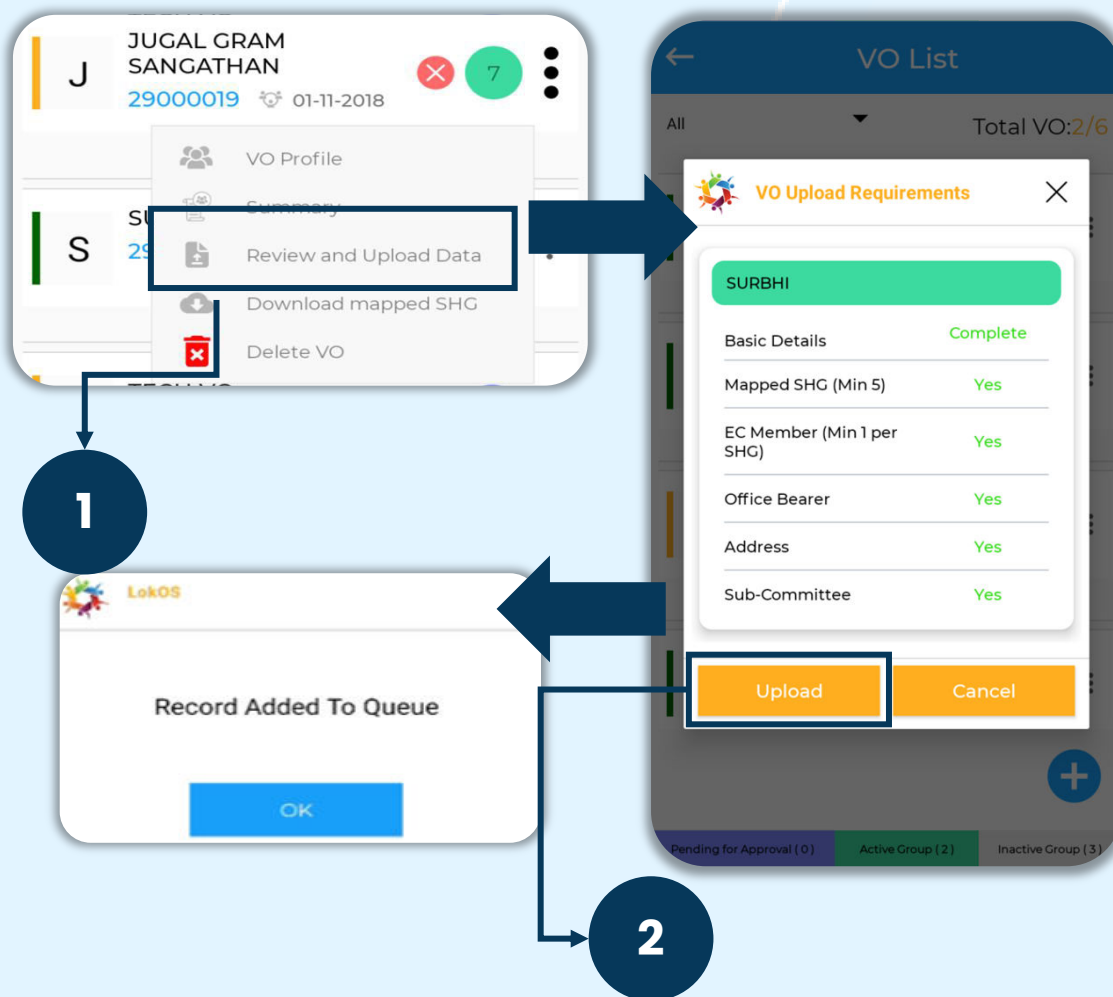 JUGAL GRAM
SANGATHAN
J
7
29000019 01-11-2018
VO Profile
Summary
S
Review and Upload Data
Download mapped SHG
Delete VO
1
VO List
All
Total VO:2/6
VO Upload Requirements
SURBHI
Basic Details Complete
Mapped SHG (Min 5) Yes
EC Member (Min 1 per
SHG) Yes
Office Bearer Yes
Address Yes
Sub-Committee Yes
Upload Cancel
Pending for Approval ( 0 ) Active Group ( 2 ) Inactive Group ( 3 )
LokOS
Record Added To Queue
OK
2